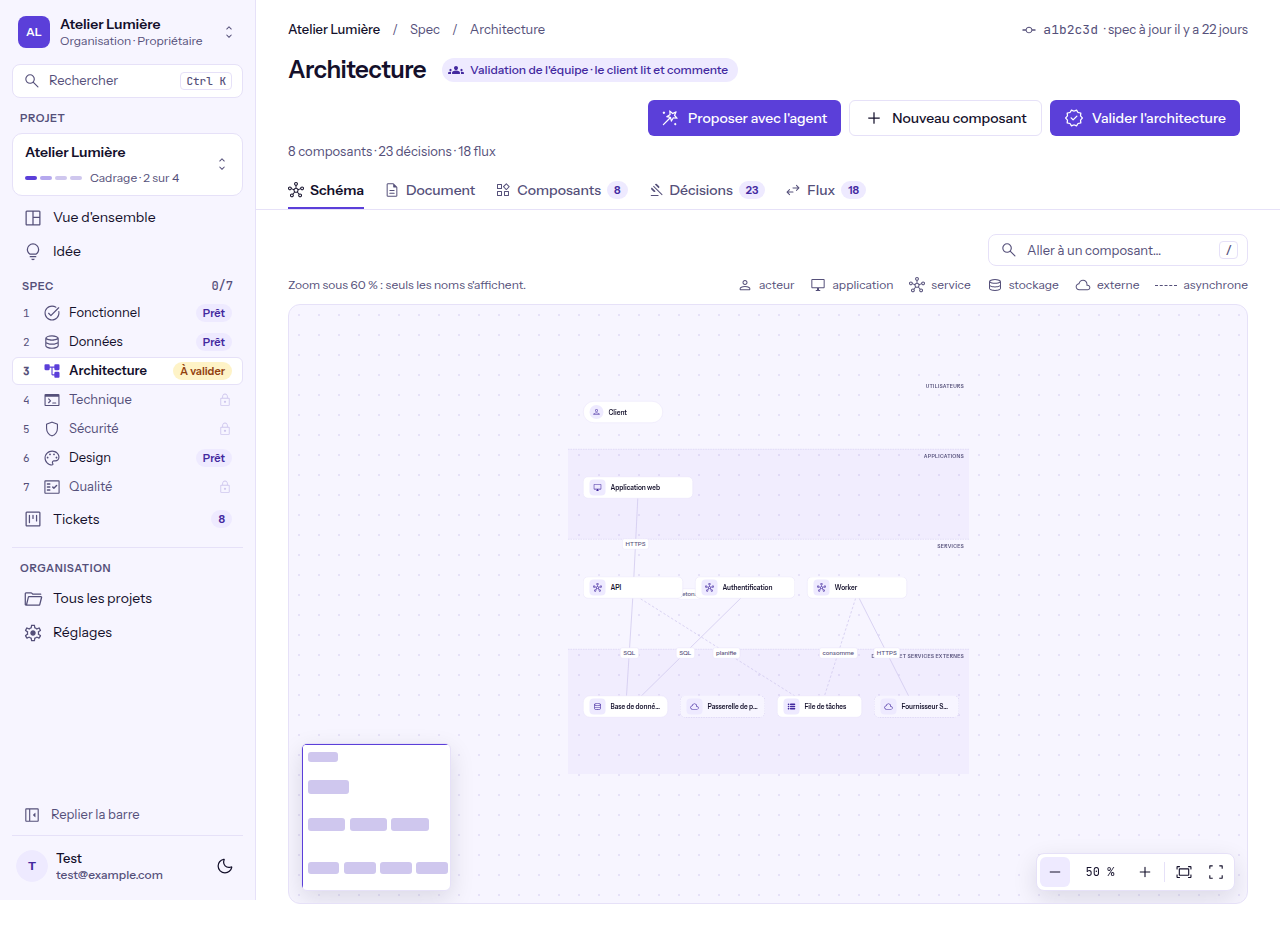 AL
Atelier Lumière
Organisation · Propriétaire
Rechercher
Ctrl K
PROJET
Atelier Lumière
Cadrage · 2 sur 4
Vue d'ensemble
Idée
SPEC 0/7
1 Fonctionnel Prêt
2 Données Prêt
3 Architecture À valider
4 Technique
5 Sécurité
6 Design Prêt
7 Qualité
Tickets 8
ORGANISATION
Tous les projets
Réglages
Replier la barre
T
Test
test@example.com
Atelier Lumière / Spec / Architecture
a1b2c3d · spec à jour il y a 22 jours
Architecture
Validation de l'équipe · le client lit et commente
Proposer avec l'agent
Nouveau composant
Valider l'architecture
8 composants · 23 décisions · 18 flux
Schéma
Document
Composants 8
Décisions 23
Flux 18
Aller à un composant... /
Zoom sous 60 % : seuls les noms s'affichent.
acteur
application
service
stockage
externe
asynchrone
UTILISATEURS
Client
APPLICATIONS
Application web
HTTPS
SERVICES
API
Authentification
Worker
SQL
SQL
planifie
consomme
HTTPS
ET SERVICES EXTERNES
Base de donné...
Passerelle de p...
File de tâches
Fournisseur S...
50 %